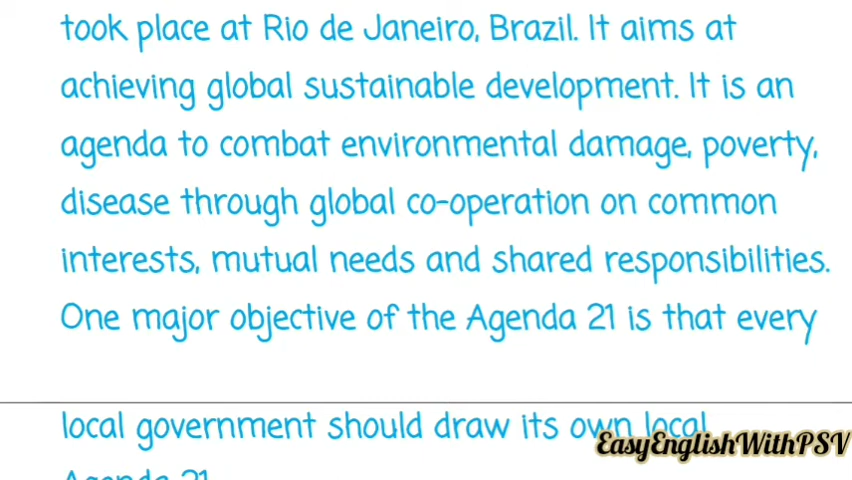 took place at Rio de Janeiro, Brazil. It aims at
achieving global sustainable development. It is an
agenda to combat environmental damage, poverty,
disease through global co-operation on common
interests, mutual needs and shared responsibilities.
One major objective of the Agenda 21 is that every
local government should draw its own local
EasyEnglishWithPSV
Agenda 21